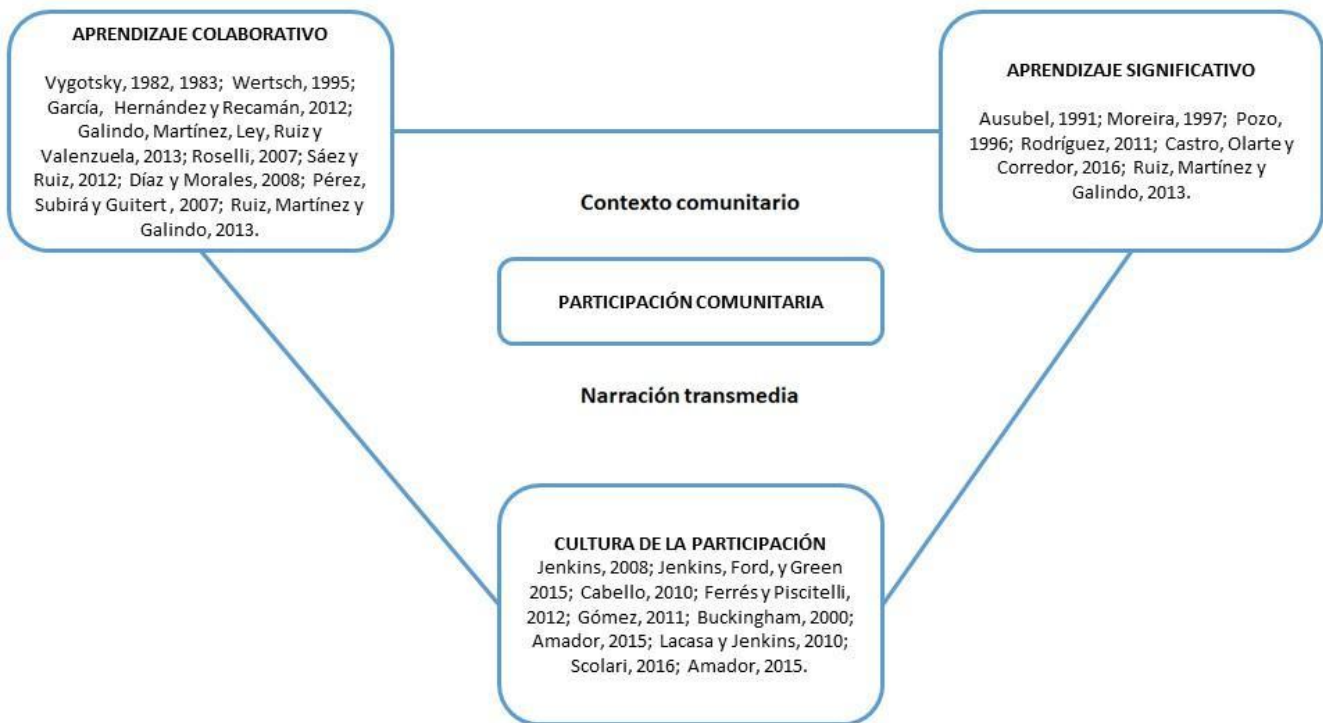 APRENDIZAJE COLABORATIVO
Vygotsky, 1982, 1983; Wertsch, 1995;
García, Hernández y Recamán, 2012;
Galindo, Martínez, Ley, Ruiz y
Valenzuela, 2013; Roselli, 2007; Sáez y
Ruiz, 2012; Díaz y Morales, 2008; Pérez,
Subirá y Guitert , 2007; Ruiz, Martínez y
Galindo, 2013.
APRENDIZAJE SIGNIFICATIVO
Ausubel, 1991; Moreira, 1997; Pozo,
1996; Rodríguez, 2011; Castro, Olarte y
Corredor, 2016; Ruiz, Martínez y
Galindo, 2013.
Contexto comunitario
PARTICIPACIÓN COMUNITARIA
Narración transmedia
CULTURA DE LA PARTICIPACIÓN
Jenkins, 2008; Jenkins, Ford, y Green
2015; Cabello, 2010; Ferrés y Piscitelli,
2012; Gómez, 2011; Buckingham, 2000;
Amador, 2015; Lacasa y Jenkins, 2010;
Scolari, 2016; Amador, 2015.